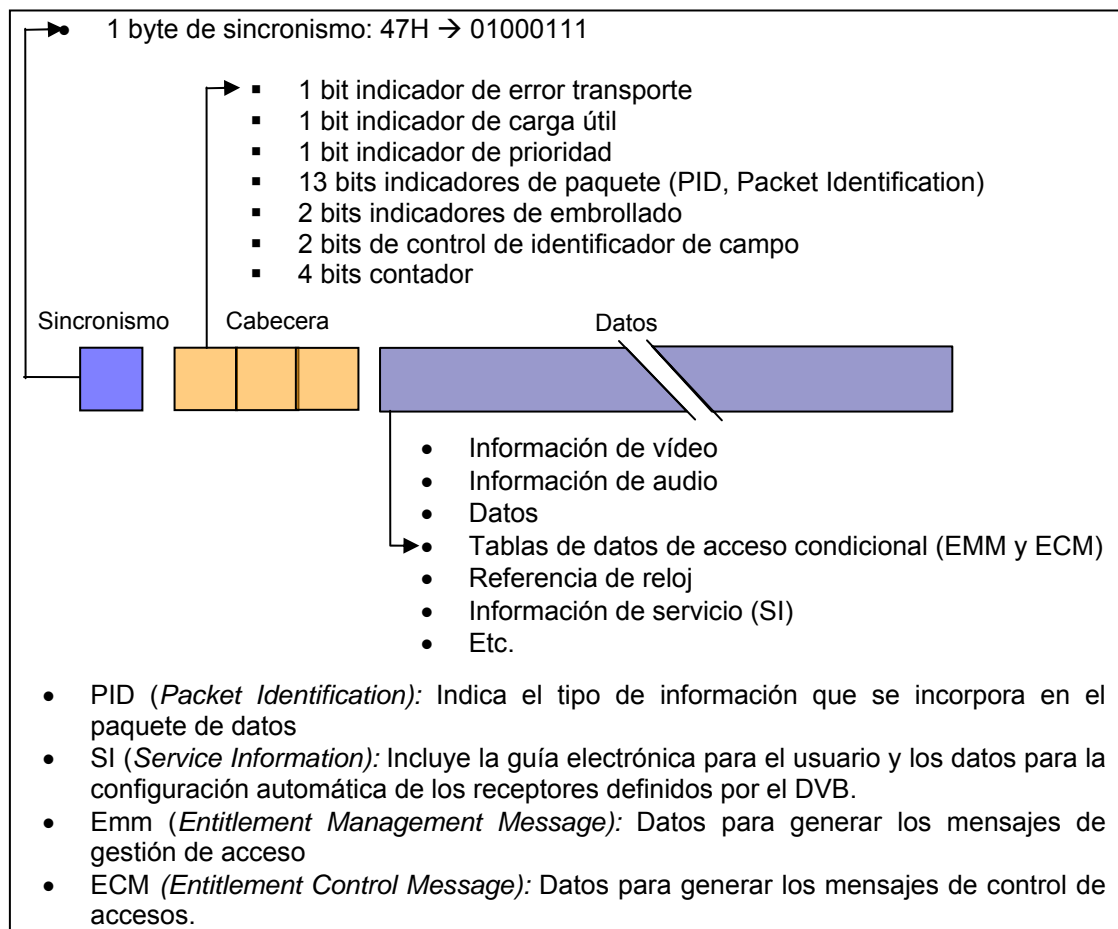 • 1 byte de sincronismo: 47H → 01000111
▪ 1 bit indicador de error transporte
▪ 1 bit indicador de carga útil
▪ 1 bit indicador de prioridad
▪ 13 bits indicadores de paquete (PID, Packet Identification)
▪ 2 bits indicadores de embrollado
▪ 2 bits de control de identificador de campo
▪ 4 bits contador
Sincronismo Cabecera Datos
• Información de vídeo
• Información de audio
• Datos
• Tablas de datos de acceso condicional (EMM y ECM)
• Referencia de reloj
• Información de servicio (SI)
• Etc.
• PID (Packet Identification): Indica el tipo de información que se incorpora en el
paquete de datos
• SI (Service Information): Incluye la guía electrónica para el usuario y los datos para la
configuración automática de los receptores definidos por el DVB.
• Emm (Entitlement Management Message): Datos para generar los mensajes de
gestión de acceso
• ECM (Entitlement Control Message): Datos para generar los mensajes de control de
accesos.